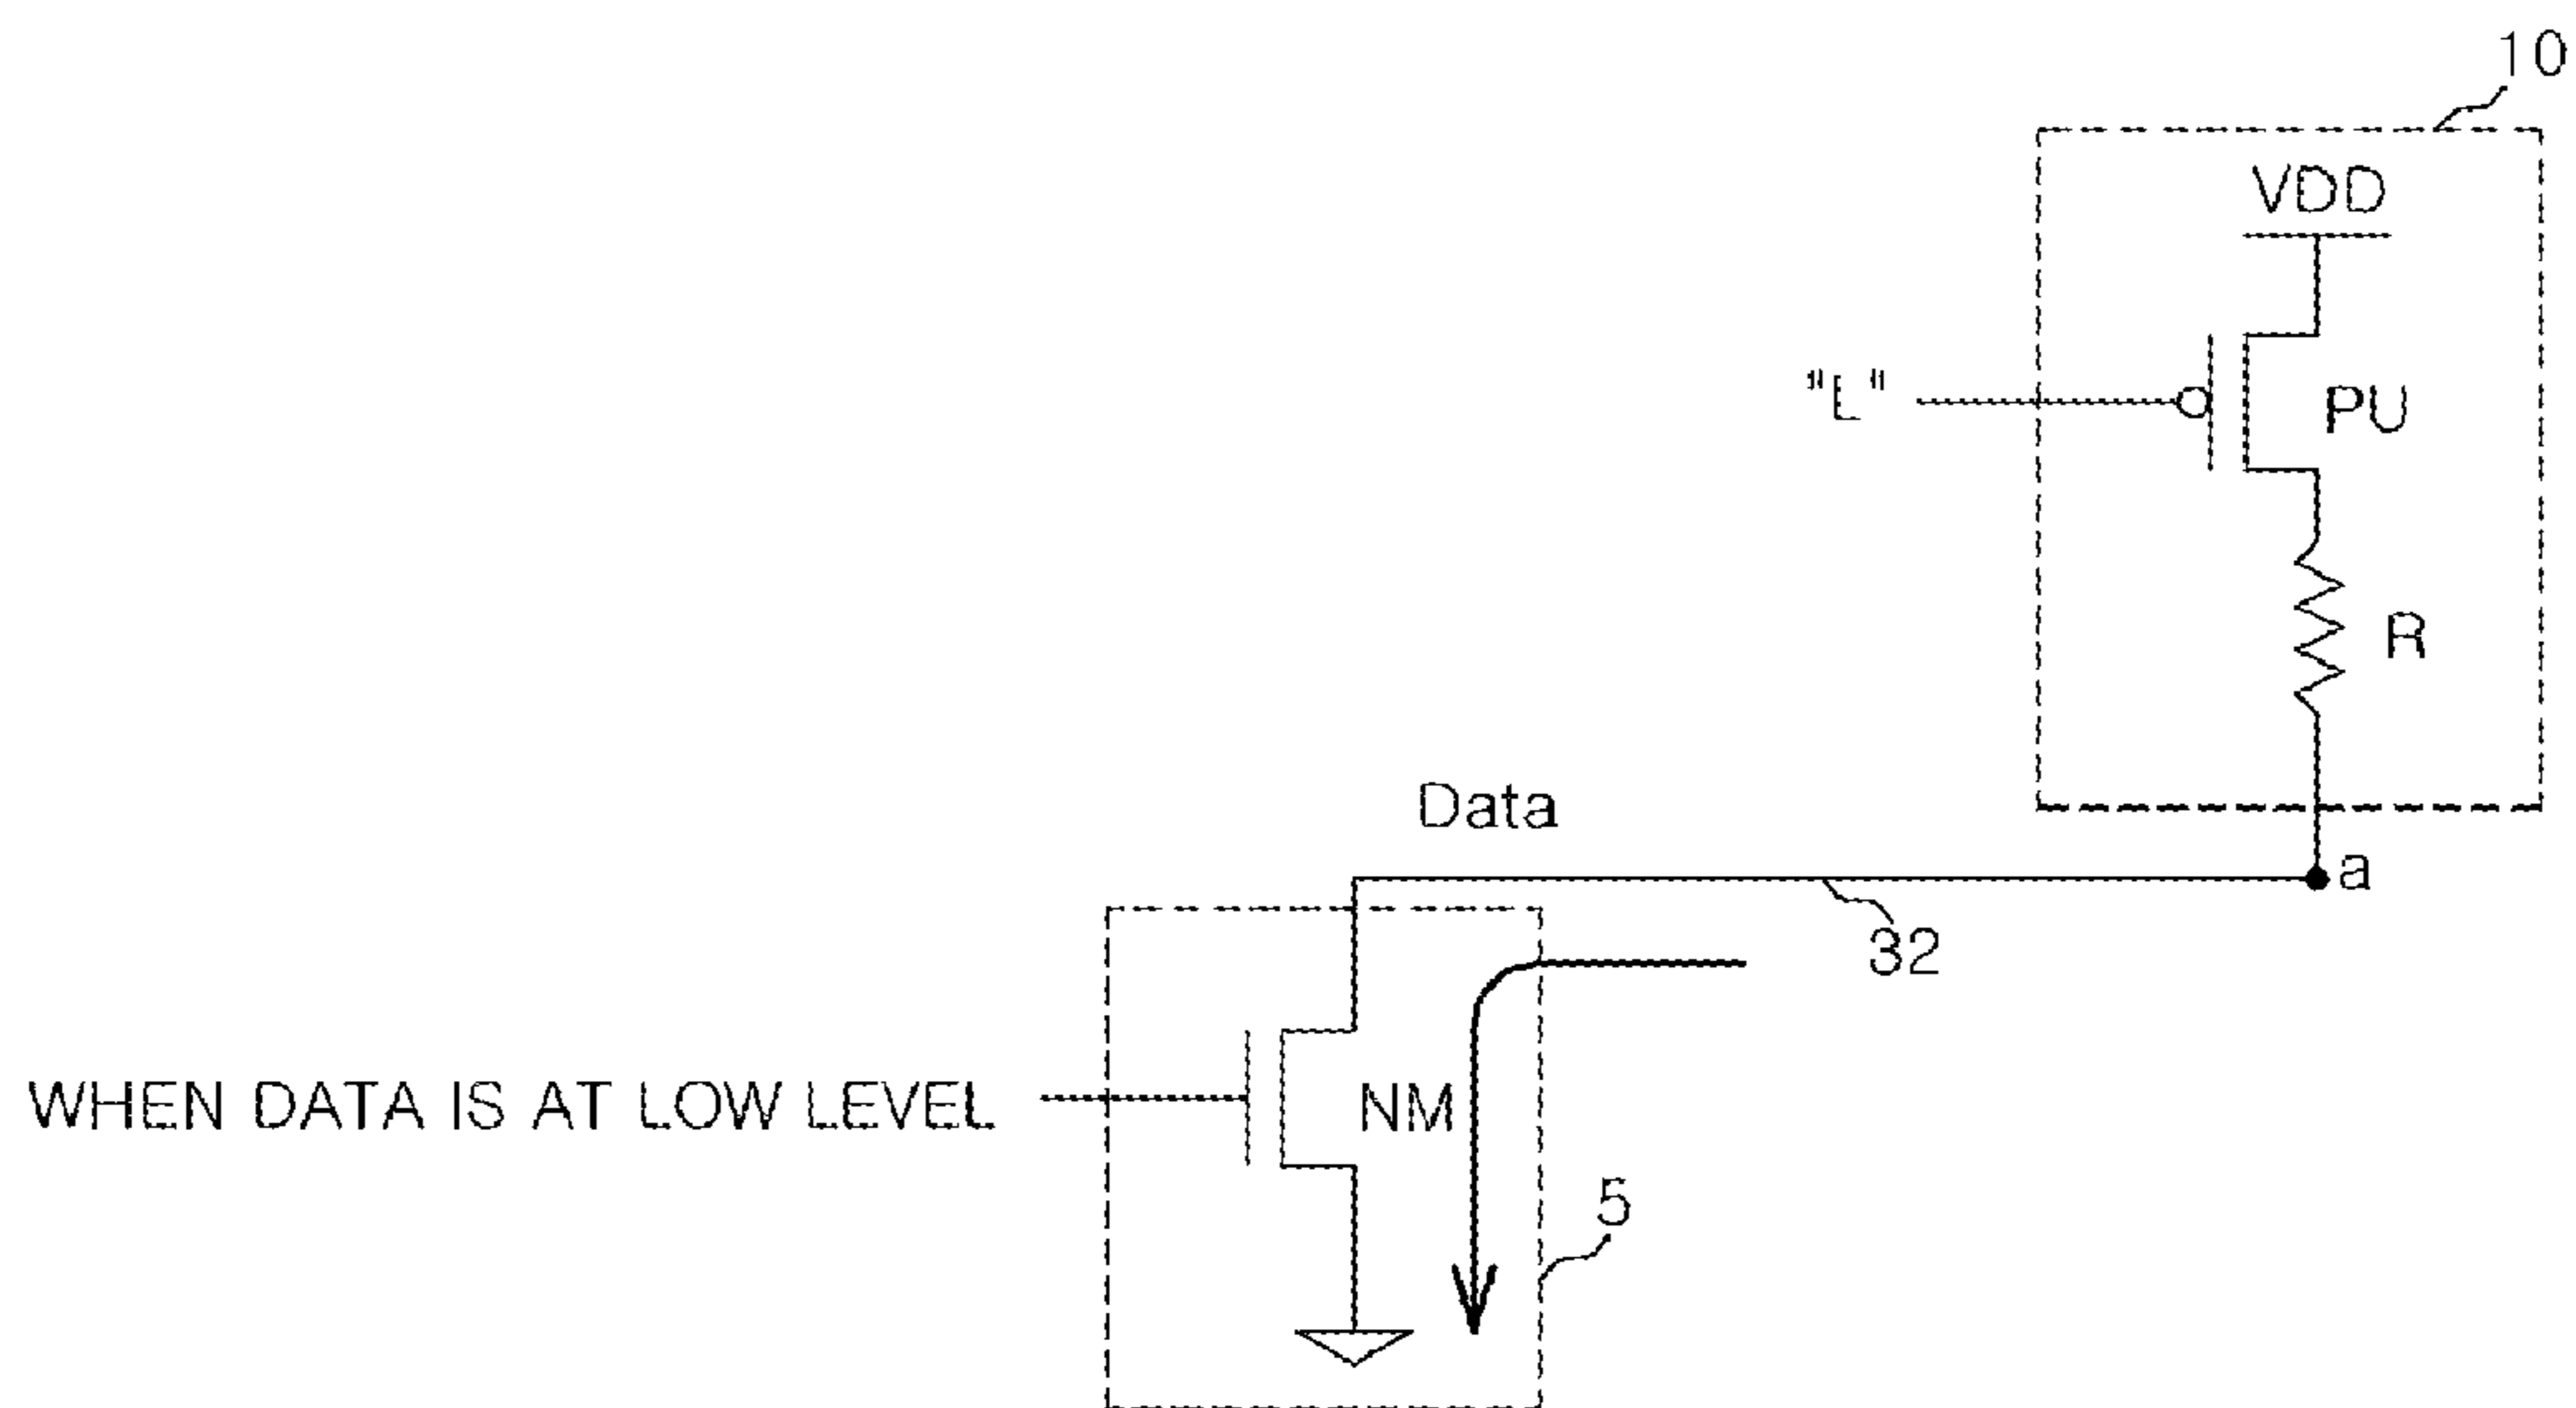 10
VDD
"L"
PU
R
Data
a
32
WHEN DATA IS AT LOW LEVEL
NM
5